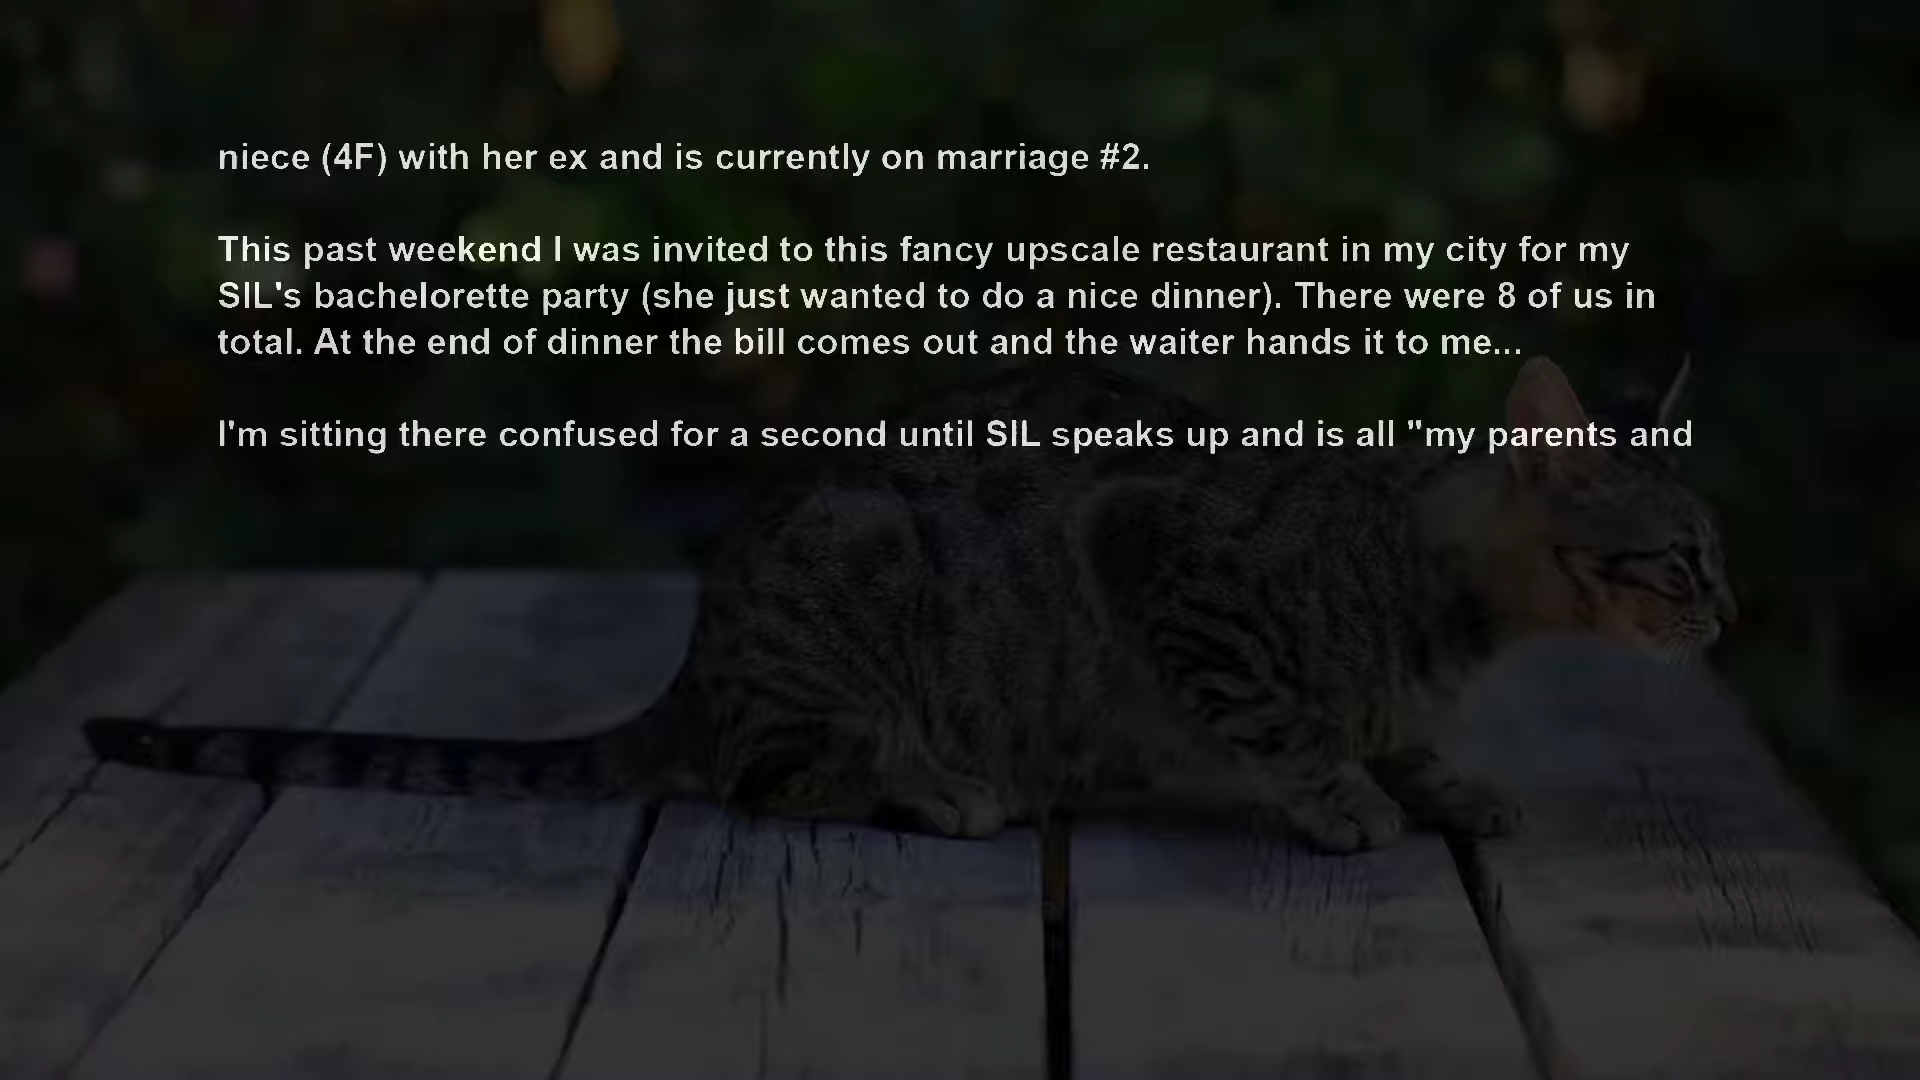 niece (4F) with her ex and is currently on marriage #2.
This past weekend I was invited to this fancy upscale restaurant in my city for my
SIL's bachelorette party (she just wanted to do a nice dinner). There were 8 of us in
total. At the end of dinner the bill comes out and the waiter hands it to me...
I'm sitting there confused for a second until SIL speaks up and is all "my parents and